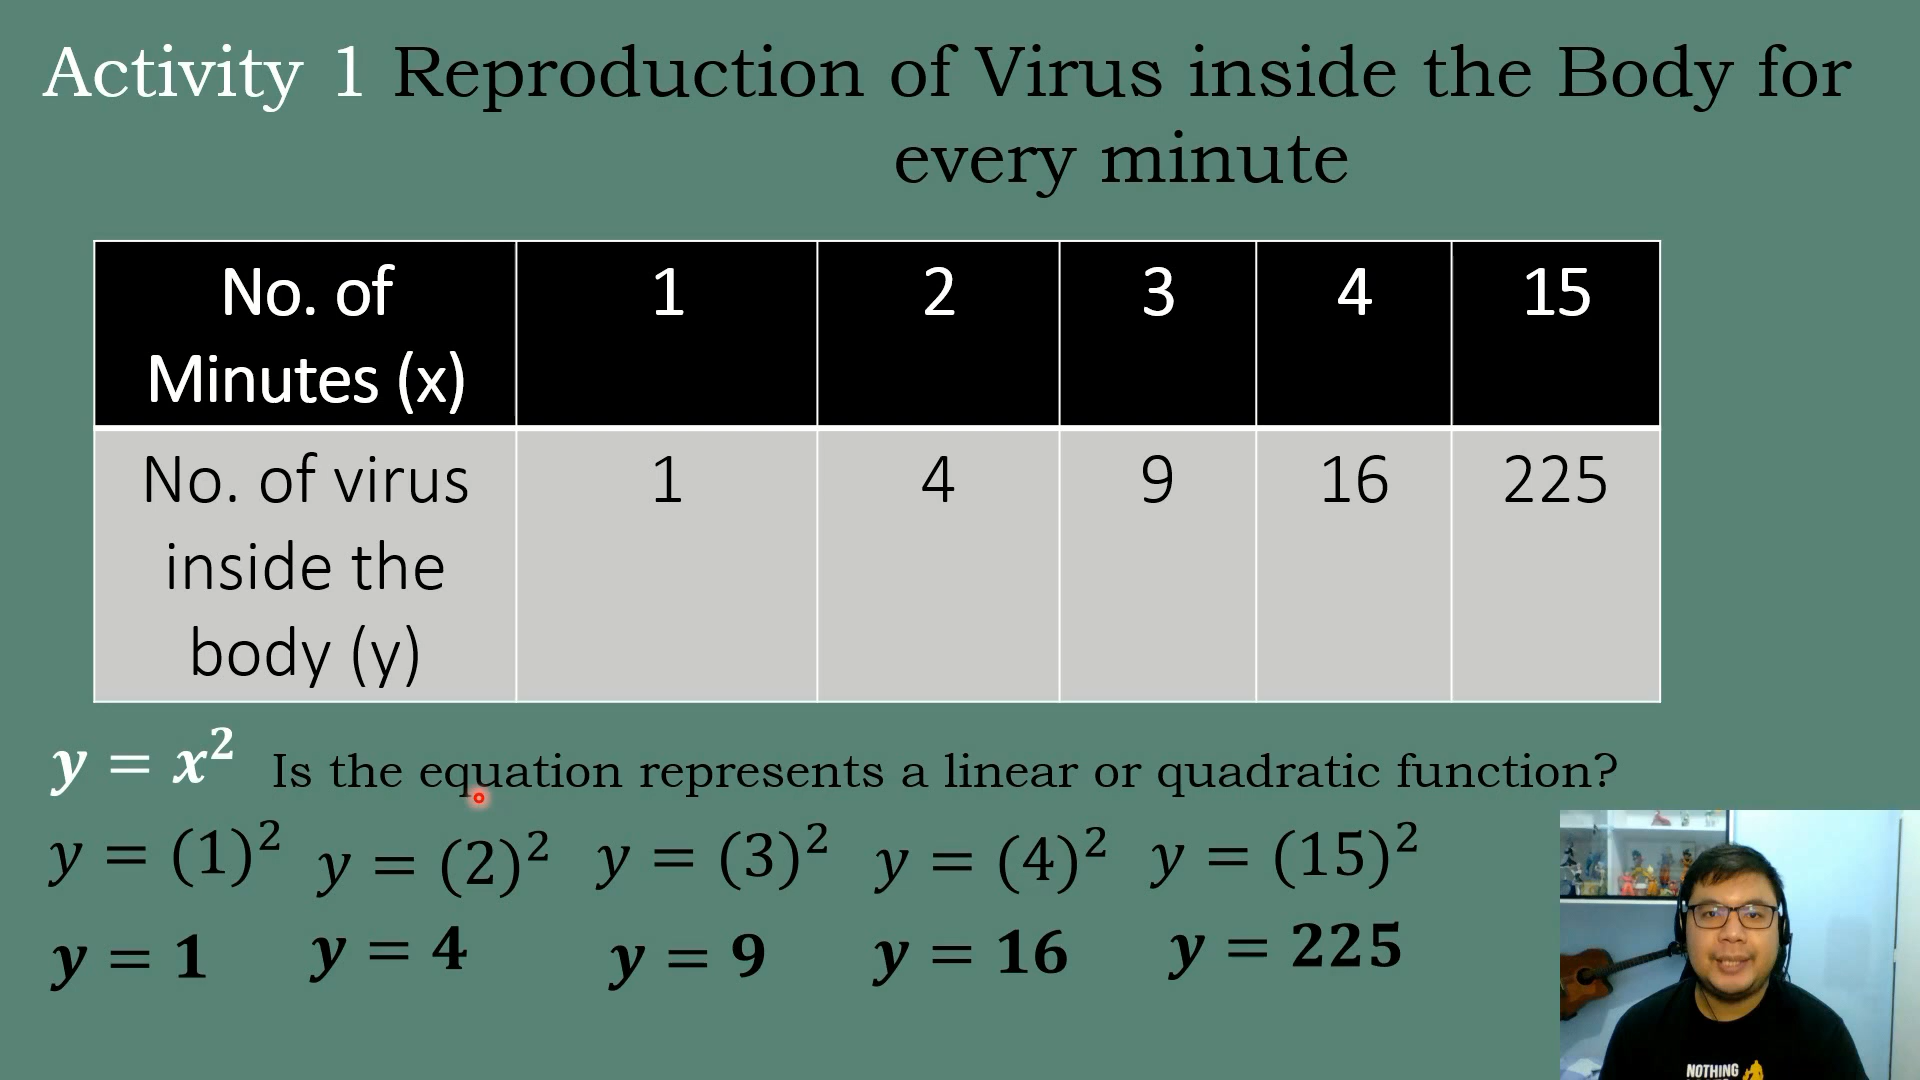 Activity 1 Reproduction of Virus inside the Body for
every minute
No. of
Minutes (x)
1
2
3
4
15
No. of virus
inside the
body (y)
1
4
9
16
225
y = x² Is the equation represents a linear or quadratic function?
y = (1)² y = (2)² y = (3)² y = (4)² y = (15)²
y = 1 y = 4 y = 9 y = 16 y = 225
NOTHING